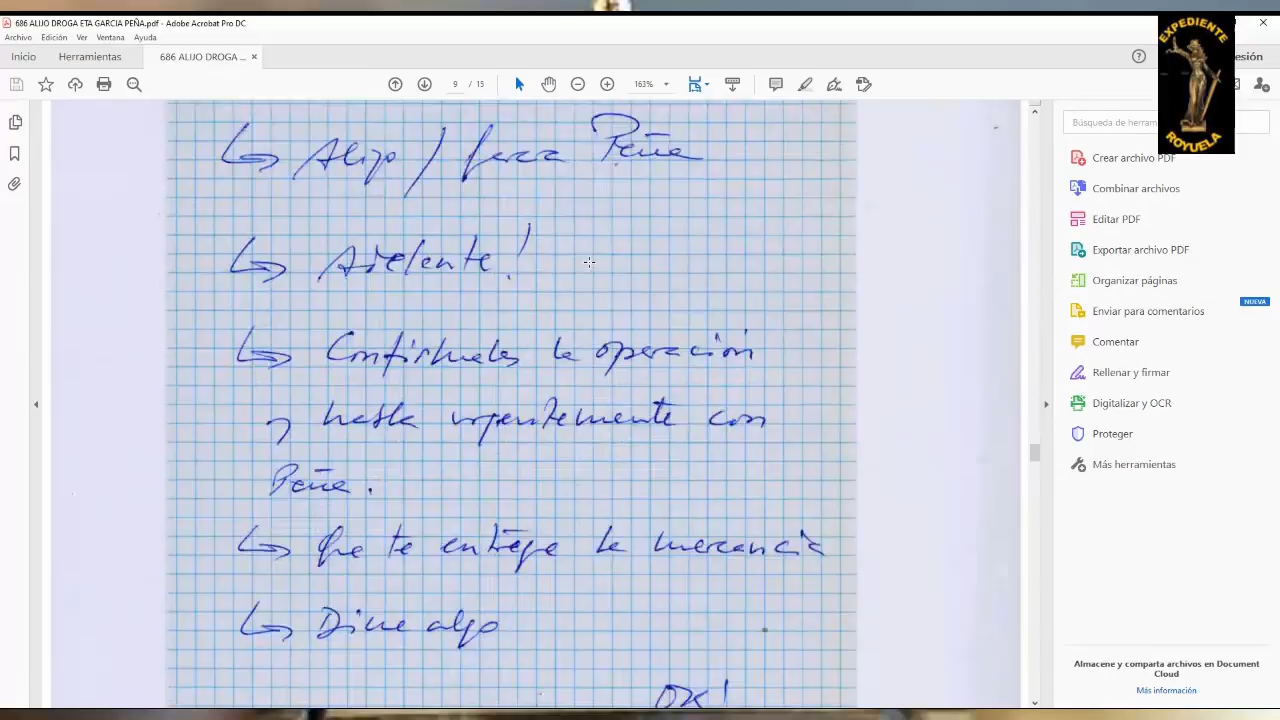 686 ALIJO DROGA ETA GARCIA PEÑA.pdf - Adobe Acrobat Pro DC
Archivo Edición Ver Ventana Ayuda
Inicio Herramientas 686 ALIJO DROGA ... ×
9 / 15 163%
EXPEDIENTE
ROYUELA
esión
Búsqueda de herram
Crear archivo PDF
Combinar archivos
Editar PDF
Exportar archivo PDF
Organizar páginas
Enviar para comentarios
NUEVA
Comentar
Rellenar y firmar
Digitalizar y OCR
Proteger
Más herramientas
Almacene y comparta archivos en Document
Cloud
Más información
Alijo / Peña
Adelante!
Confírmales la operación
y habla urgentemente con
Peña.
Que te entregue la mercancía
Dime algo
OK!